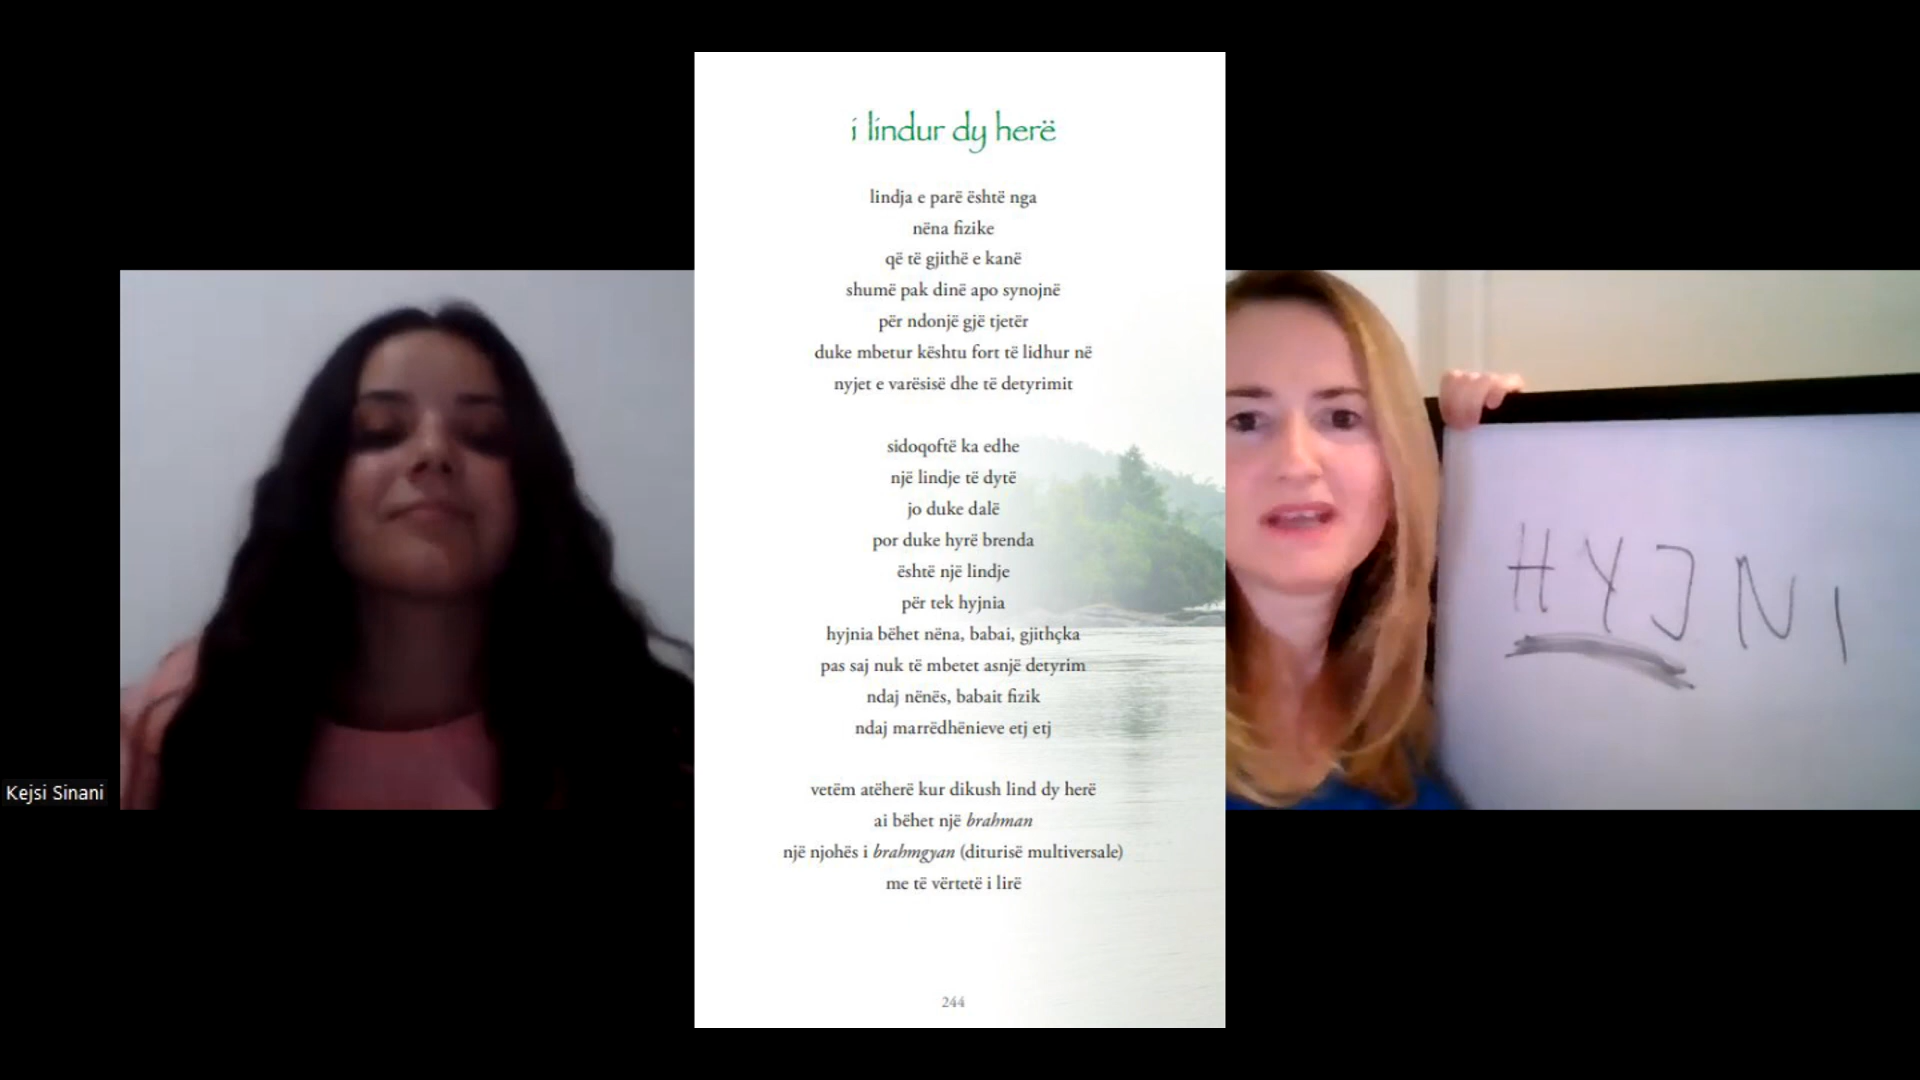 i lindur dy herë
lindja e parë është nga
nëna fizike
që të gjithë e kanë
shumë pak dinë apo synojnë
për ndonjë gjë tjetër
duke mbetur kështu fort të lidhur në
nyjet e varësisë dhe të detyrimit
sidoqoftë ka edhe
një lindje të dytë
jo duke dalë
por duke hyrë brenda
është një lindje
për tek hyjnia
hyjnia bëhet nëna, babai, gjithçka
pas saj nuk të mbetet asnjë detyrim
ndaj nënës, babait fizik
ndaj marrëdhënieve etj etj
vetëm atëherë kur dikush lind dy herë
ai bëhet një brahman
një njohës i brahmgyan (diturisë multiversale)
me të vërtetë i lirë
244
Kejsi Sinani
HYJNI